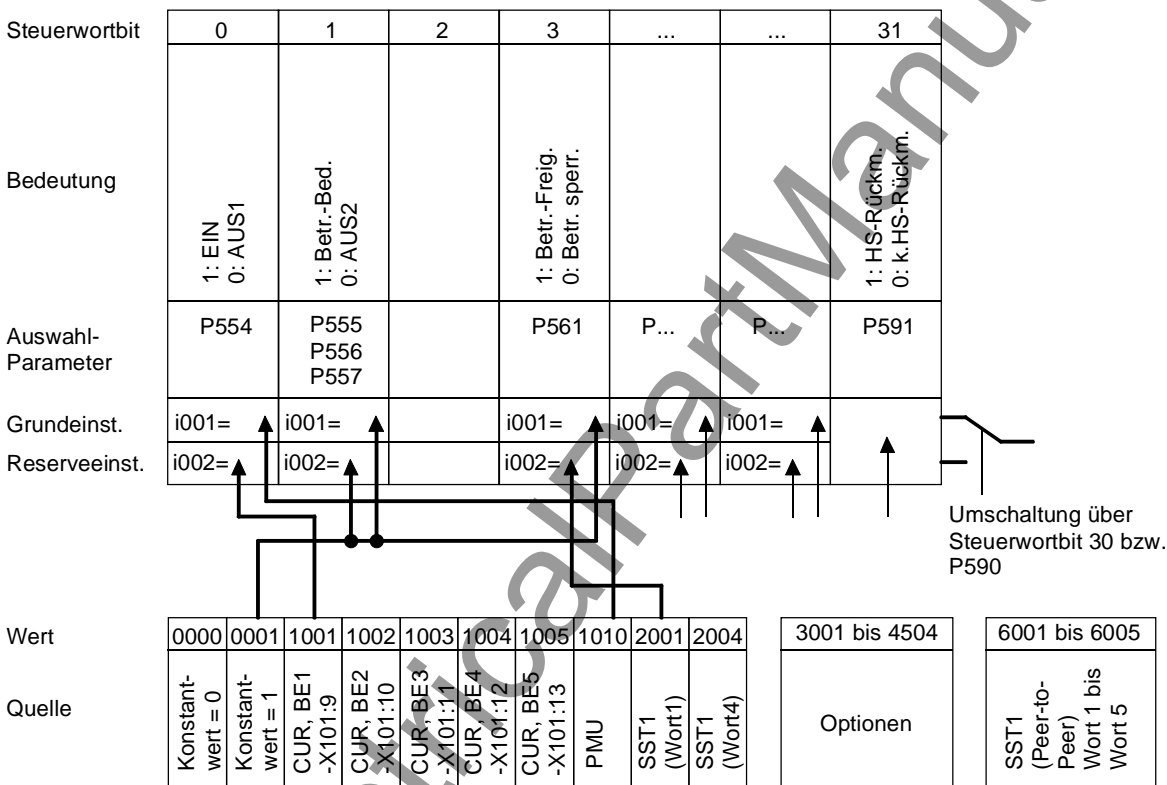 Steuerwortbit 0 1 2 3 ... ... 31
Bedeutung
1: EIN
0: AUS1
1: Betr.-Bed.
0: AUS2
1: Betr.-Freig.
0: Betr. sperr.
1: HS-Rückm.
0: k.HS-Rückm.
Auswahl-
Parameter
P554
P555
P556
P557
P561
P...
P...
P591
Grundeinst. i001= i001= i001= i001= i001=
Reserveeinst. i002= i002= i002= i002= i002=
Umschaltung über
Steuerwortbit 30 bzw.
P590
Wert 0000 0001 1001 1002 1003 1004 1005 1010 2001 2004 3001 bis 4504 6001 bis 6005
Quelle
Konstant-
wert = 0
Konstant-
wert = 1
CUR, BE1
-X101:9
CUR, BE2
-X101:10
CUR, BE3
-X101:11
CUR, BE4
-X101:12
CUR, BE5
-X101:13
PMU
SST1
(Wort1)
SST1
(Wort4)
Optionen
SST1
(Peer-to-
Peer)
Wort 1 bis
Wort 5